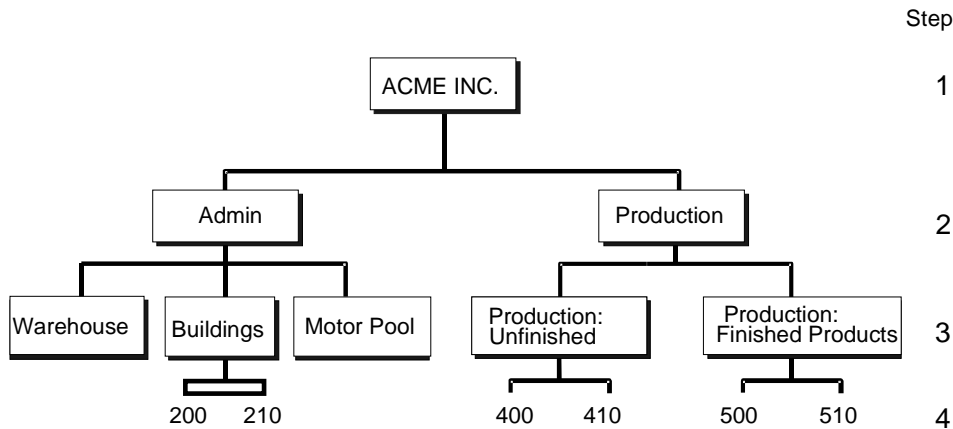 Step
ACME INC.
1
Admin
Production
2
Warehouse
Buildings
Motor Pool
Production:
Unfinished
Production:
Finished Products
3
200
210
400
410
500
510
4